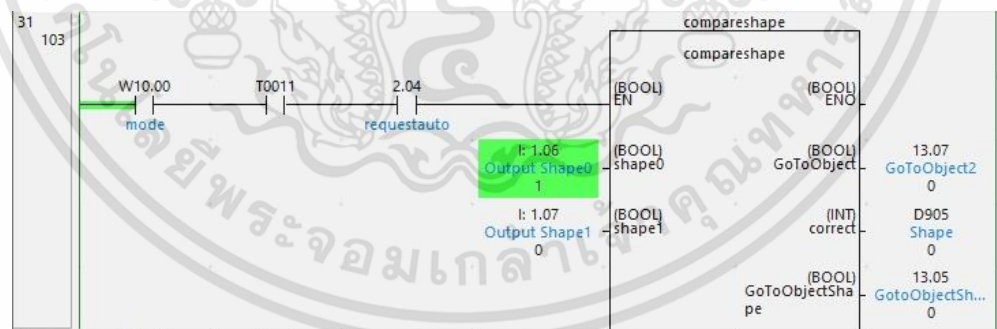 31
103
compareshape
compareshape
W10.00
T0011
2.04
(BOOL)
EN
(BOOL)
ENO
mode
requestauto
I: 1.06
Output Shape0
1
(BOOL)
shape0
(BOOL)
GoToObject
13.07
GoToObject2
0
I: 1.07
Output Shape1
0
(BOOL)
shape1
(INT)
correct
D905
Shape
0
(BOOL)
GoToObjectSha
pe
13.05
GotoObjectSh...
0